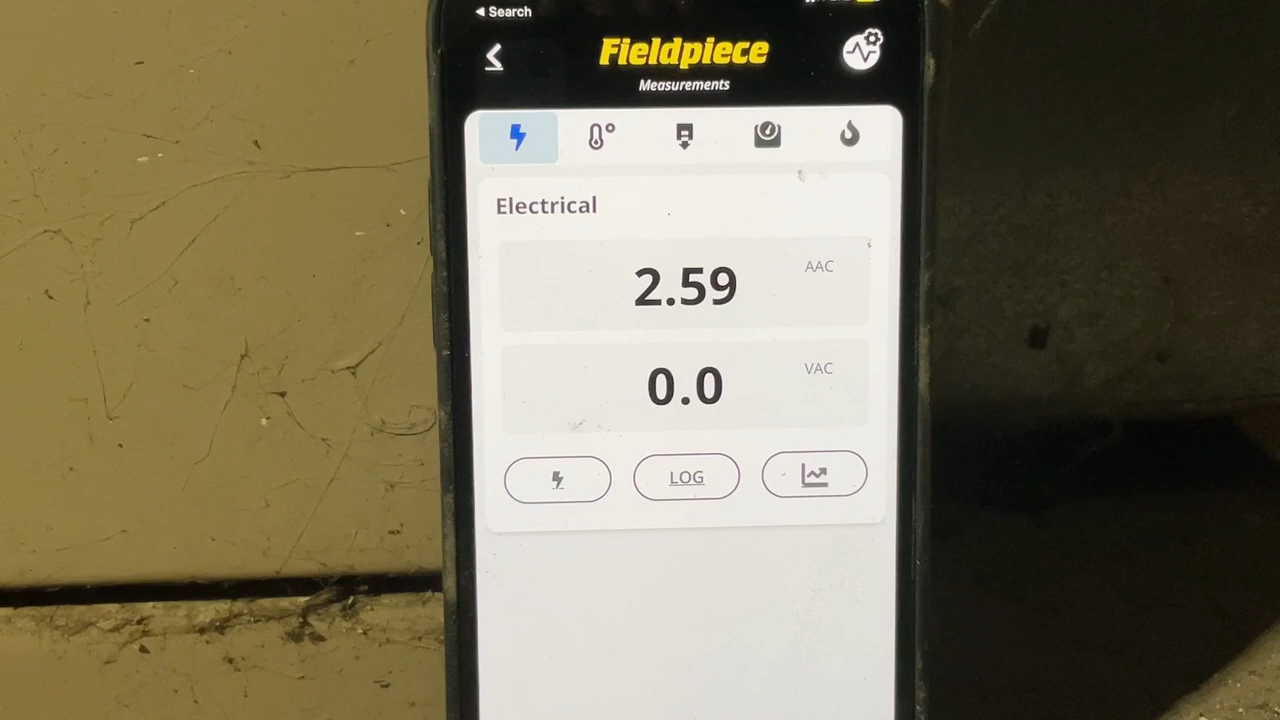 Search
Fieldpiece
Measurements
Electrical
2.59 AAC
0.0 VAC
LOG